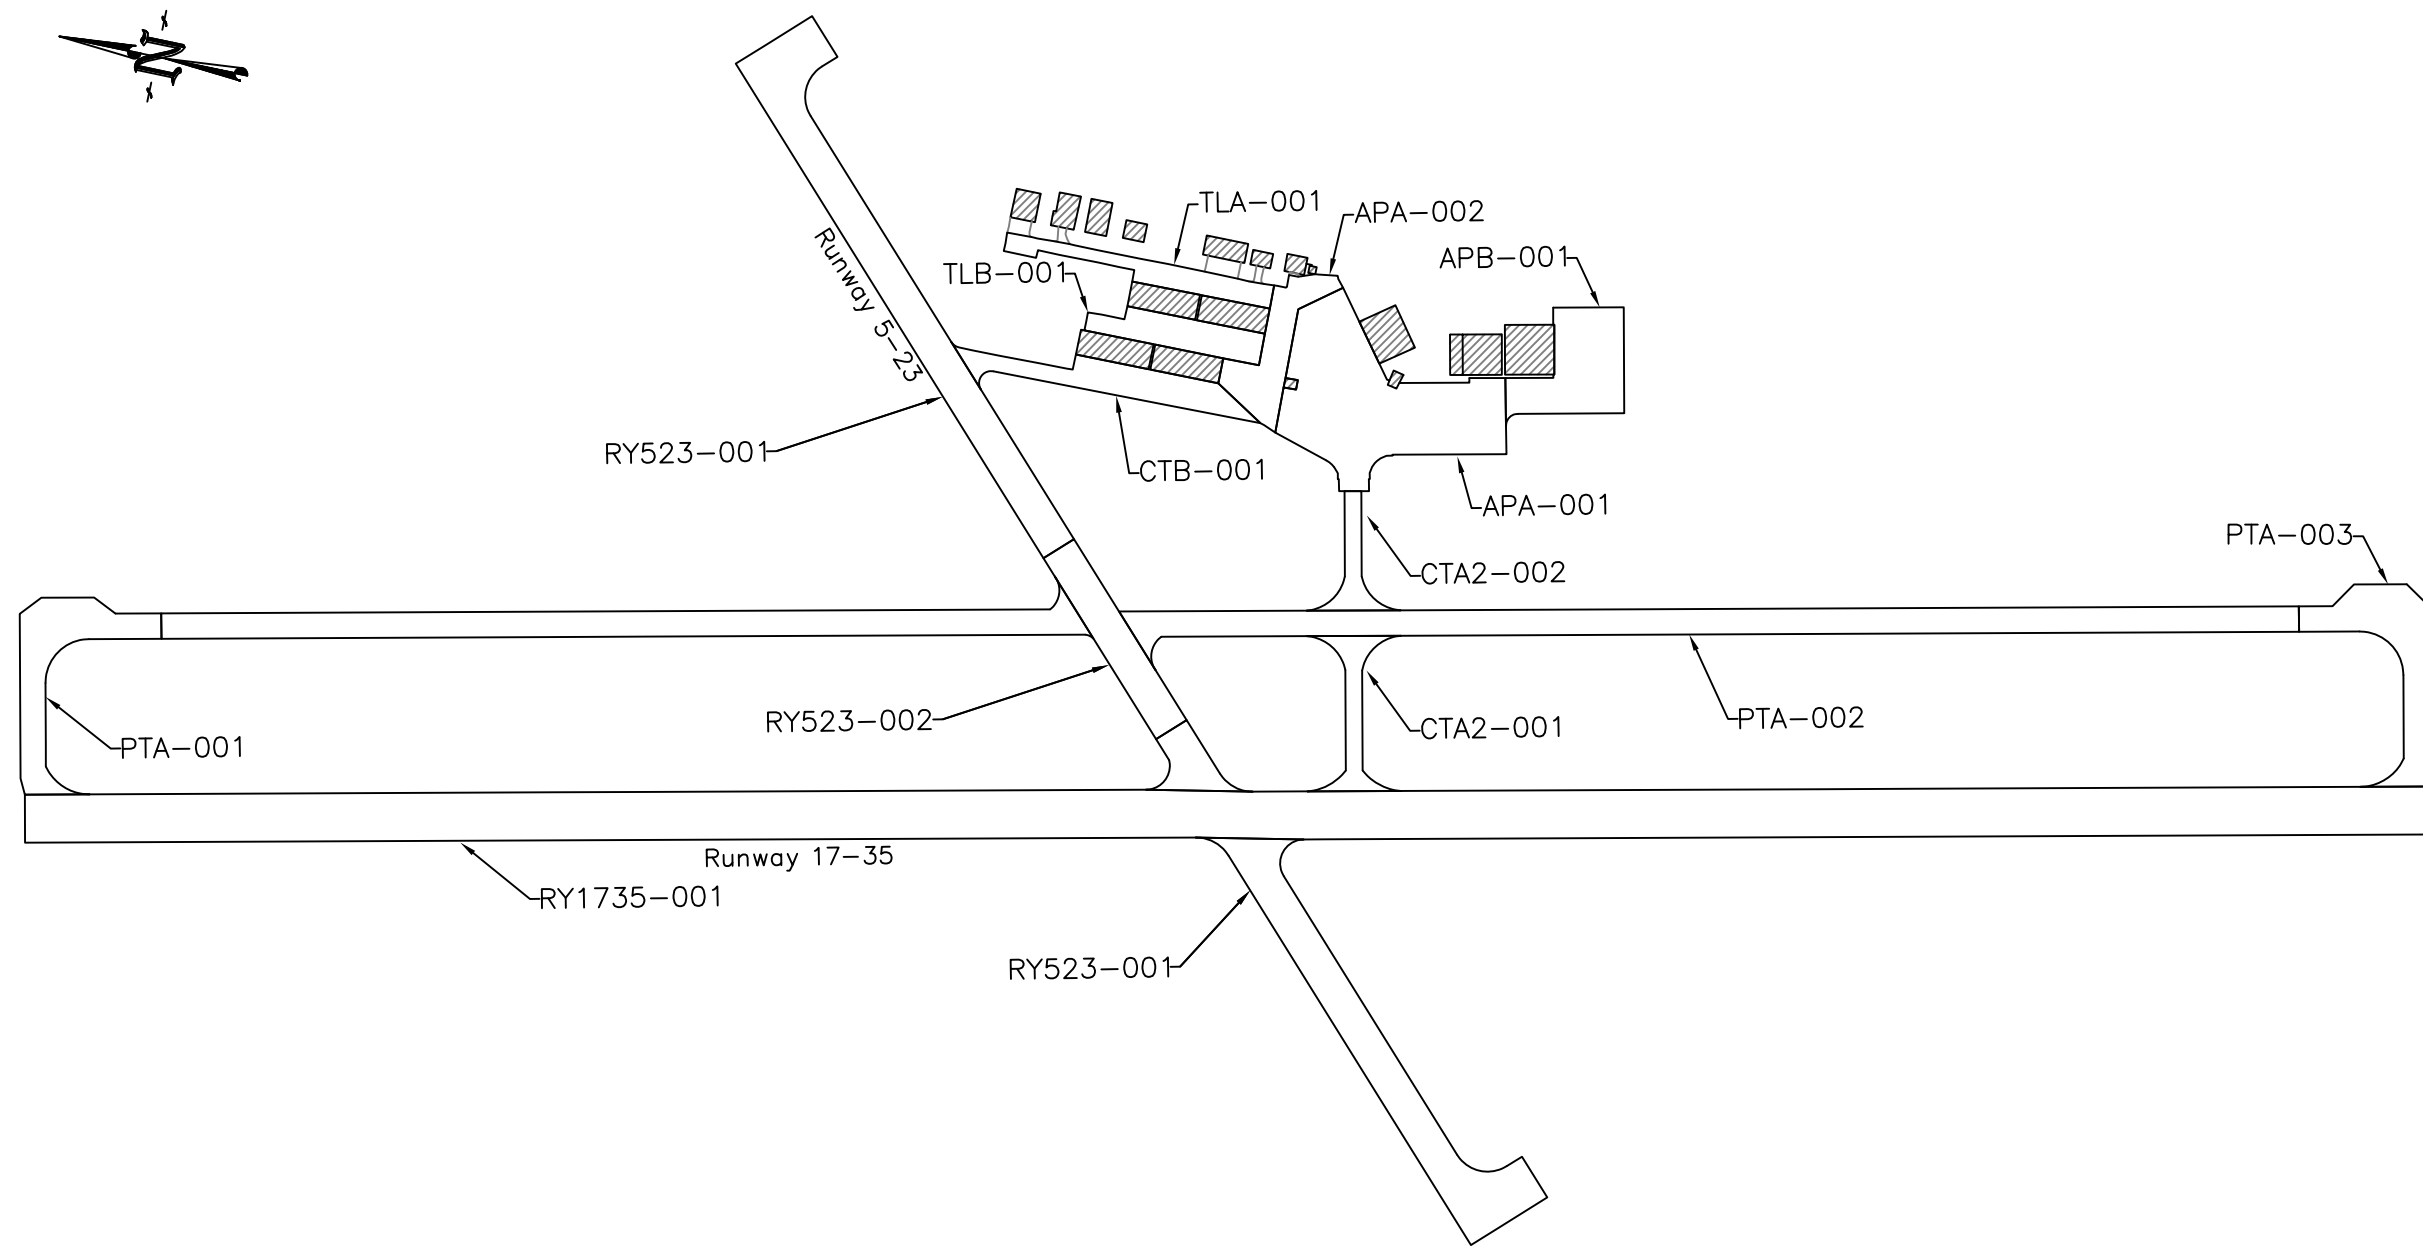 TLA-001
APA-002
APB-001
TLB-001
Runway 5-23
RY523-001
CTB-001
APA-001
PTA-003
CTA2-002
RY523-002
PTA-001
CTA2-001
PTA-002
Runway 17-35
RY1735-001
RY523-001